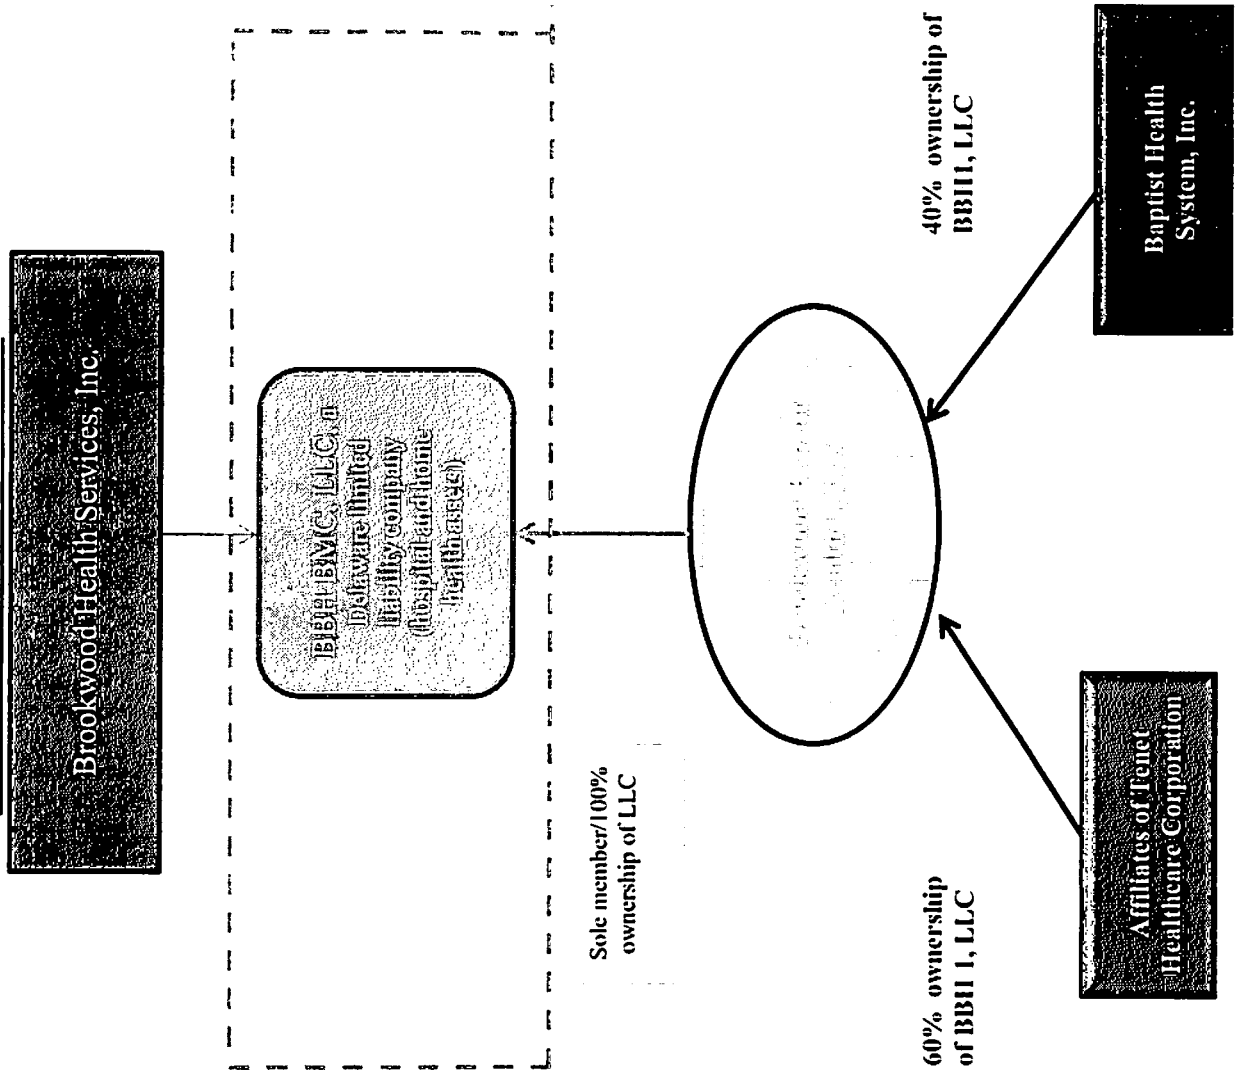 Brookwood Health Services, Inc.
BBH BMC, LLC, a
Delaware limited
liability company
(hospital and home
health assets)
Sole member/100%
ownership of LLC
60% ownership
of BBH 1, LLC
40% ownership of
BBH1, LLC
Affiliates of Tenet
Healthcare Corporation
Baptist Health
System, Inc.